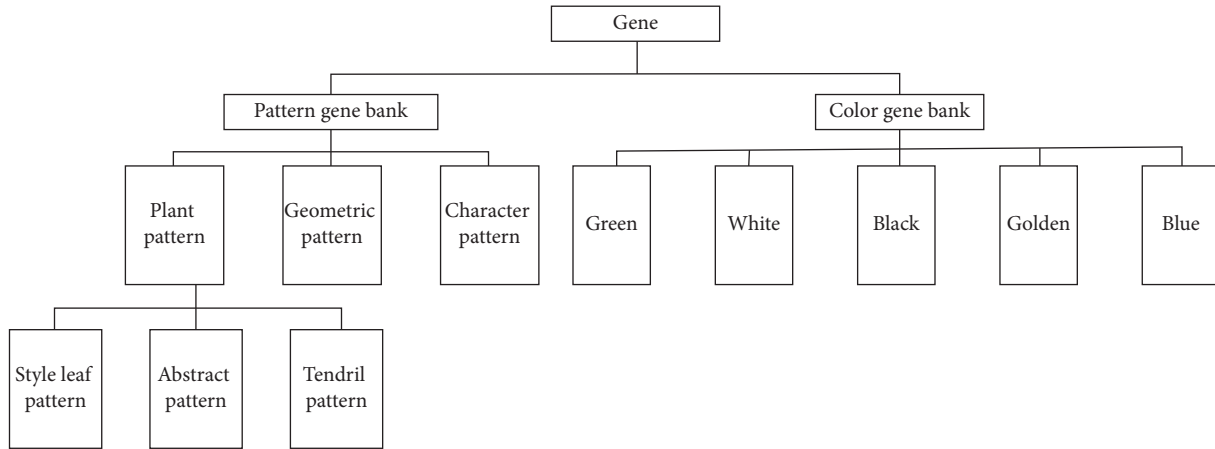 Gene
Pattern gene bank
Color gene bank
Plant
pattern
Geometric
pattern
Character
pattern
Green
White
Black
Golden
Blue
Style leaf
pattern
Abstract
pattern
Tendril
pattern